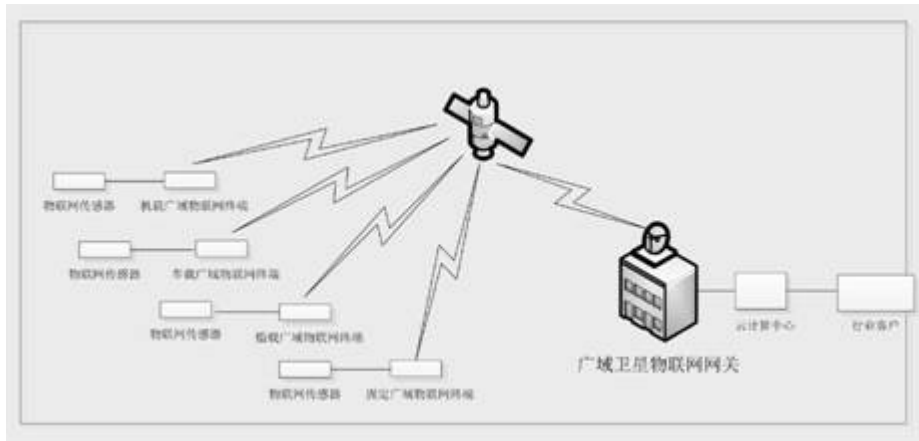 物联网传感器
机载广域物联网终端
物联网传感器
车载广域物联网终端
物联网传感器
船载广域物联网终端
物联网传感器
固定广域物联网终端
广域卫星物联网网关
云计算中心
行业客户